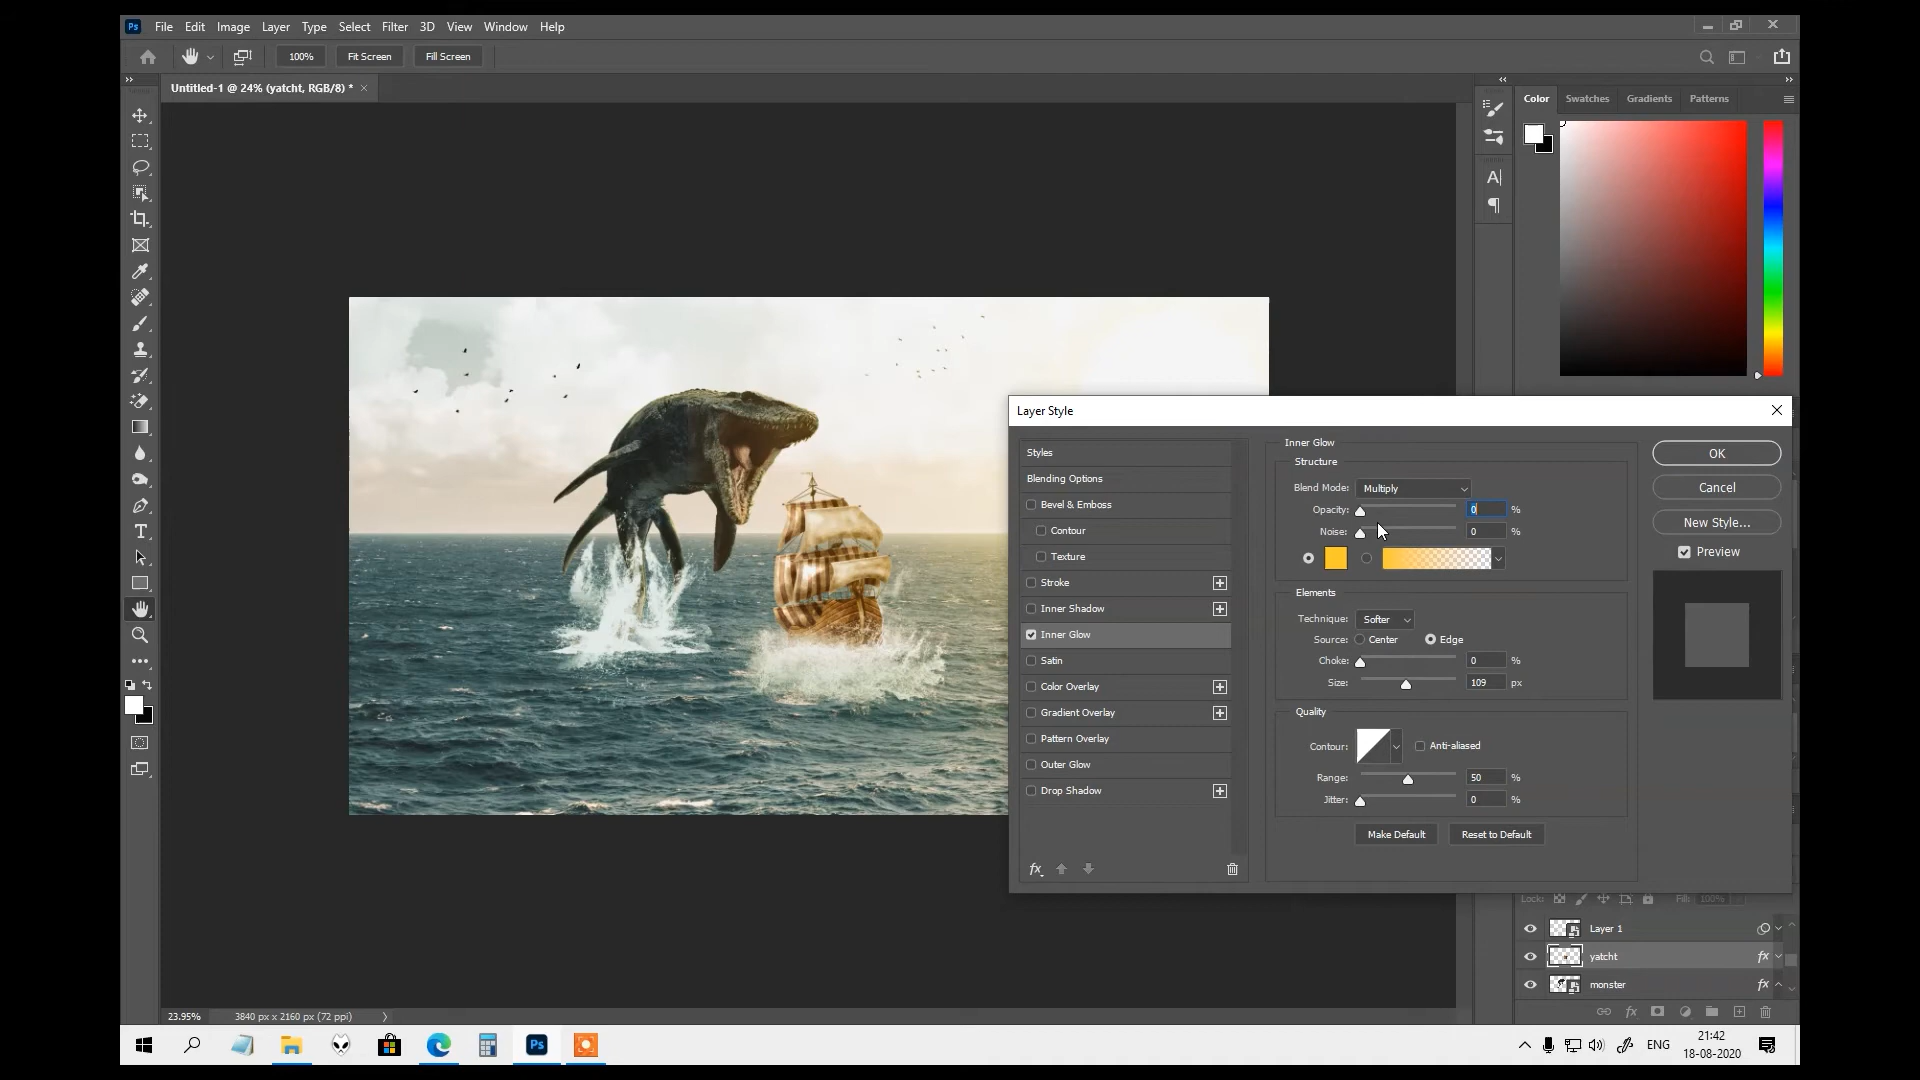 Ps File Edit Image Layer Type Select Filter 3D View Window Help
100% Fit Screen Fill Screen
Untitled-1 @ 24% (yatcht, RGB/8) * ×
Color Swatches Gradients Patterns
Layer Style
Styles
Blending Options
Bevel & Emboss
Contour
Texture
Stroke
Inner Shadow
Inner Glow
Satin
Color Overlay
Gradient Overlay
Pattern Overlay
Outer Glow
Drop Shadow
fx
Inner Glow
Structure
Blend Mode: Multiply
Opacity: 0 %
Noise: 0 %
Elements
Technique: Softer
Source: Center Edge
Choke: 0 %
Size: 109 px
Quality
Contour: Anti-aliased
Range: 50 %
Jitter: 0 %
Make Default Reset to Default
OK
Cancel
New Style...
Preview
Lock: Fill: 100%
Layer 1
yatcht fx
monster fx
fx
23.95% 3840 px x 2160 px (72 ppi)
Ps
ENG
21:42
18-08-2020